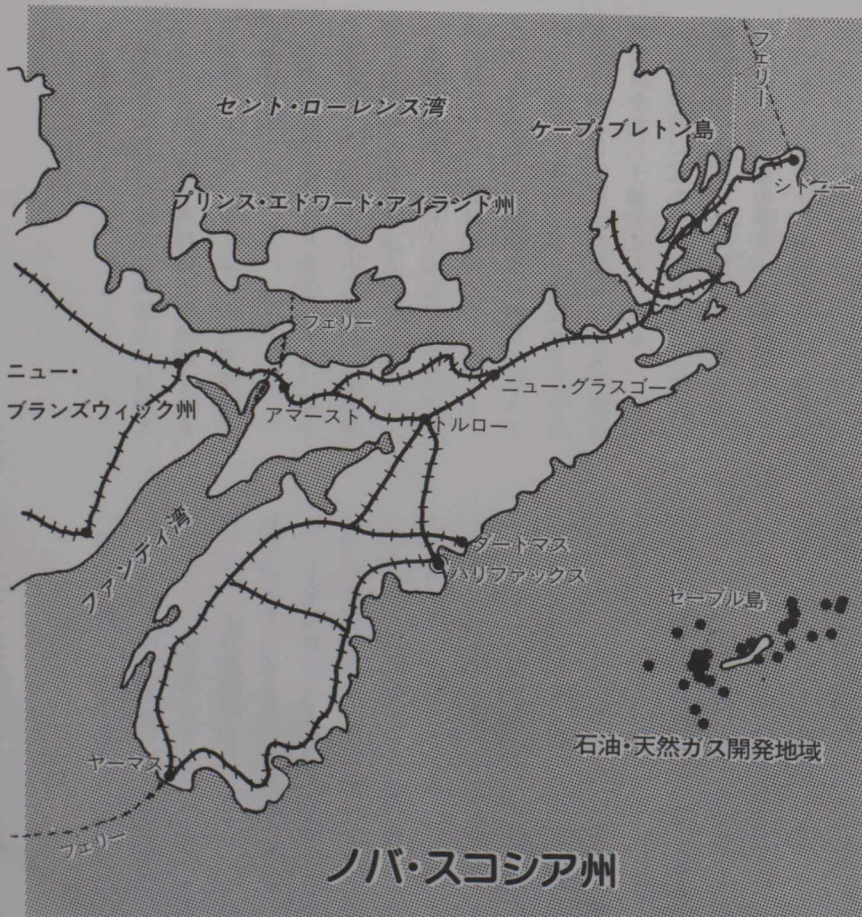 フェリー
セント・ローレンス湾
ケープ・ブレトン島
シドニー
プリンス・エドワード・アイランド州
フェリー
ニュー・
ブランズウィック州
アマースト
ニュー・グラスゴー
トルロー
ファンディ湾
ダートマス
ハリファックス
セーブル島
石油・天然ガス開発地域
ヤーマス
フェリー
ノバ・スコシア州